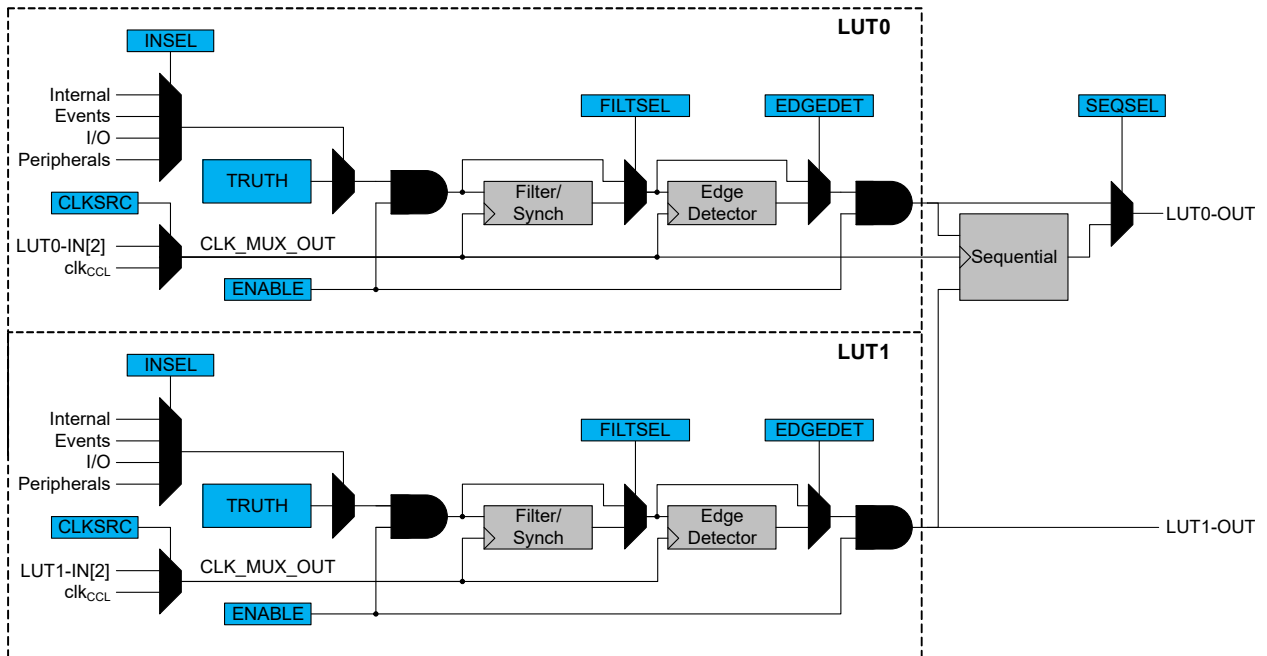 LUT0
INSEL
Internal
Events
I/O
Peripherals
FILTSEL
EDGEDET
SEQSEL
TRUTH
Filter/
Synch
Edge
Detector
CLKSRC
LUT0-IN[2]
clkCCL
CLK_MUX_OUT
ENABLE
Sequential
LUT0-OUT
LUT1
INSEL
Internal
Events
I/O
Peripherals
FILTSEL
EDGEDET
TRUTH
Filter/
Synch
Edge
Detector
CLKSRC
LUT1-IN[2]
clkCCL
CLK_MUX_OUT
ENABLE
LUT1-OUT